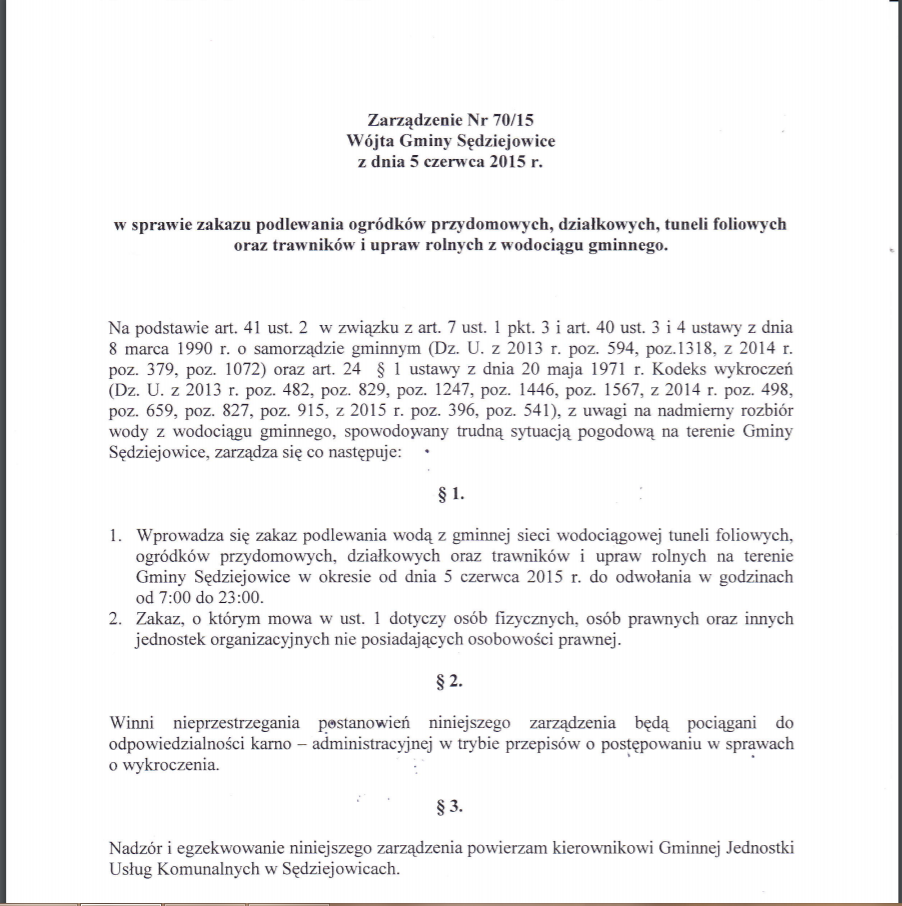 Zarządzenie Nr 70/15
Wójta Gminy Sędziejowice
z dnia 5 czerwca 2015 r.
w sprawie zakazu podlewania ogródków przydomowych, działkowych, tuneli foliowych
oraz trawników i upraw rolnych z wodociągu gminnego.
Na podstawie art. 41 ust. 2 w związku z art. 7 ust. 1 pkt. 3 i art. 40 ust. 3 i 4 ustawy z dnia
8 marca 1990 r. o samorządzie gminnym (Dz. U. z 2013 r. poz. 594, poz.1318, z 2014 r.
poz. 379, poz. 1072) oraz art. 24 § 1 ustawy z dnia 20 maja 1971 r. Kodeks wykroczeń
(Dz. U. z 2013 r. poz. 482, poz. 829, poz. 1247, poz. 1446, poz. 1567, z 2014 r. poz. 498,
poz. 659, poz. 827, poz. 915, z 2015 r. poz. 396, poz. 541), z uwagi na nadmierny rozbiór
wody z wodociągu gminnego, spowodowany trudną sytuacją pogodową na terenie Gminy
Sędziejowice, zarządza się co następuje:
§ 1.
1. Wprowadza się zakaz podlewania wodą z gminnej sieci wodociągowej tuneli foliowych,
ogródków przydomowych, działkowych oraz trawników i upraw rolnych na terenie
Gminy Sędziejowice w okresie od dnia 5 czerwca 2015 r. do odwołania w godzinach
od 7:00 do 23:00.
2. Zakaz, o którym mowa w ust. 1 dotyczy osób fizycznych, osób prawnych oraz innych
jednostek organizacyjnych nie posiadających osobowości prawnej.
§ 2.
Winni nieprzestrzegania postanowień niniejszego zarządzenia będą pociągani do
odpowiedzialności karno – administracyjnej w trybie przepisów o postępowaniu w sprawach
o wykroczenia.
§ 3.
Nadzór i egzekwowanie niniejszego zarządzenia powierzam kierownikowi Gminnej Jednostki
Usług Komunalnych w Sędziejowicach.